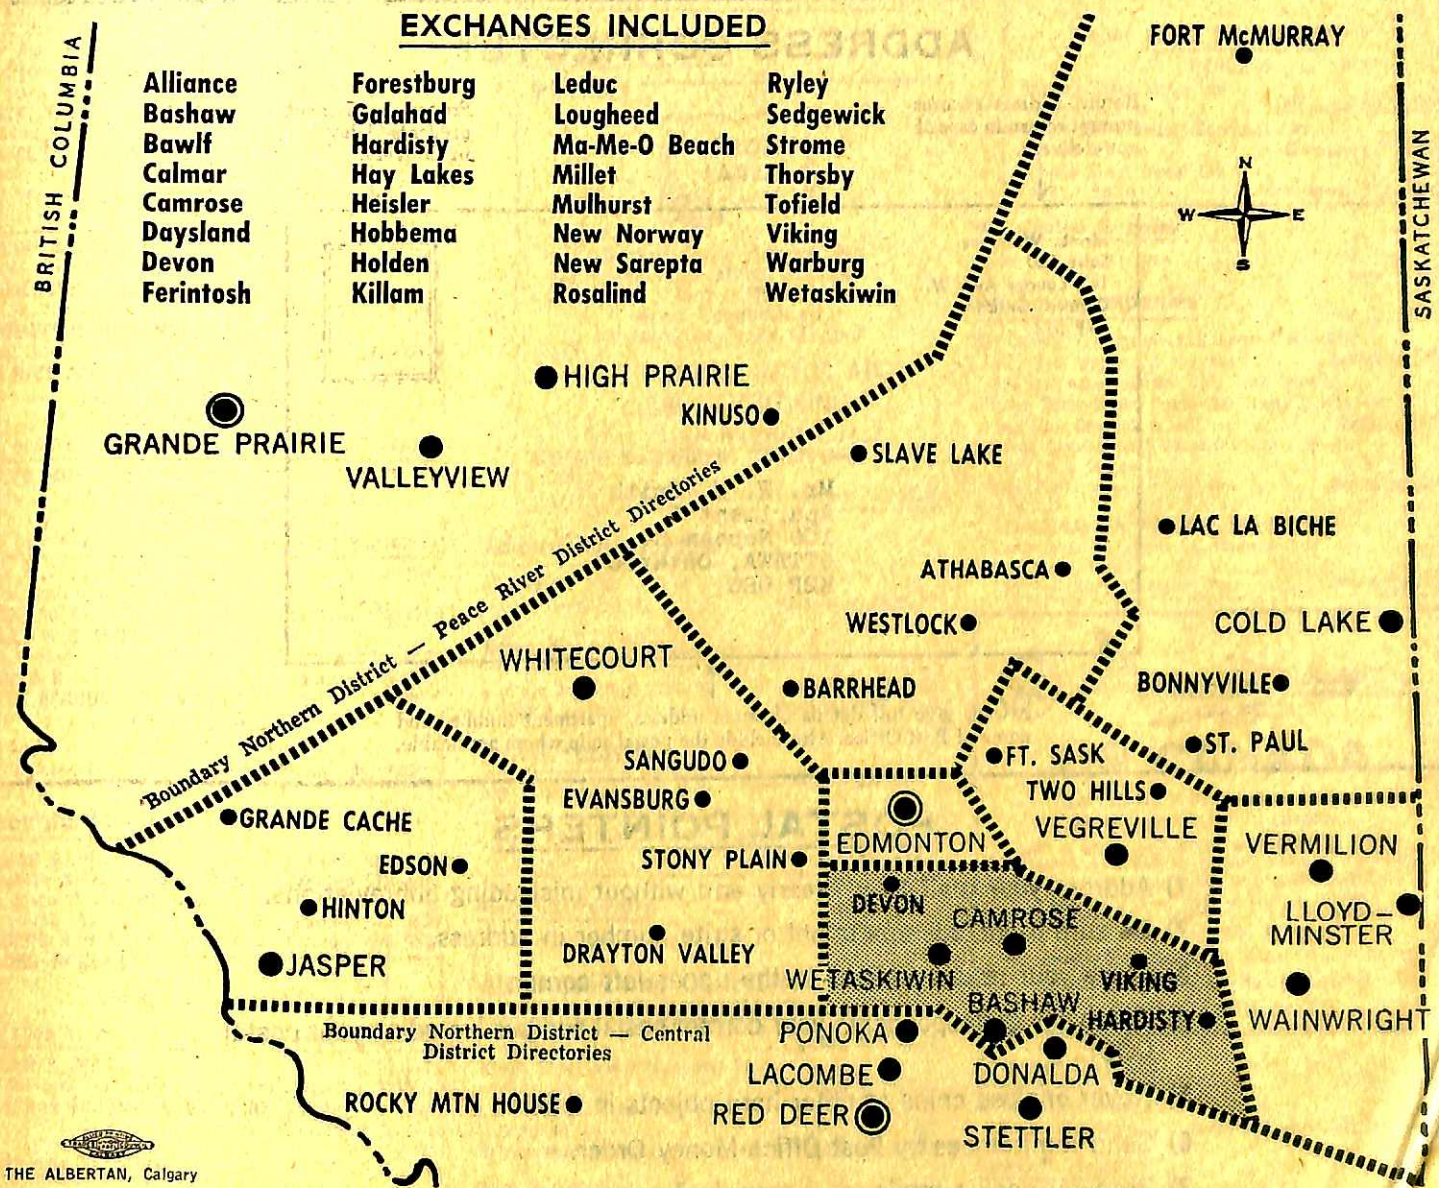 EXCHANGES INCLUDED
Alliance
Bashaw
Bawlf
Calmar
Camrose
Daysland
Devon
Ferintosh
Forestburg
Galahad
Hardisty
Hay Lakes
Heisler
Hobbema
Holden
Killam
Leduc
Lougheed
Ma-Me-O Beach
Millet
Mulhurst
New Norway
New Sarepta
Rosalind
Ryley
Sedgewick
Strome
Thorsby
Tofield
Viking
Warburg
Wetaskiwin
BRITISH COLUMBIA
FORT McMURRAY
SASKATCHEWAN
N
W E
S
HIGH PRAIRIE
KINUSO
GRANDE PRAIRIE
VALLEYVIEW
SLAVE LAKE
Boundary Northern District — Peace River District Directories
LAC LA BICHE
ATHABASCA
WESTLOCK
COLD LAKE
WHITECOURT
BARRHEAD
BONNYVILLE
SANGUDO
FT. SASK
ST. PAUL
EVANSBURG
TWO HILLS
GRANDE CACHE
EDMONTON
VEGREVILLE
VERMILION
EDSON
STONY PLAIN
HINTON
DEVON
CAMROSE
LLOYD–
MINSTER
DRAYTON VALLEY
JASPER
WETASKIWIN
VIKING
BASHAW
HARDISTY
WAINWRIGHT
Boundary Northern District — Central
District Directories
PONOKA
LACOMBE
DONALDA
ROCKY MTN HOUSE
RED DEER
STETTLER
THE ALBERTAN, Calgary